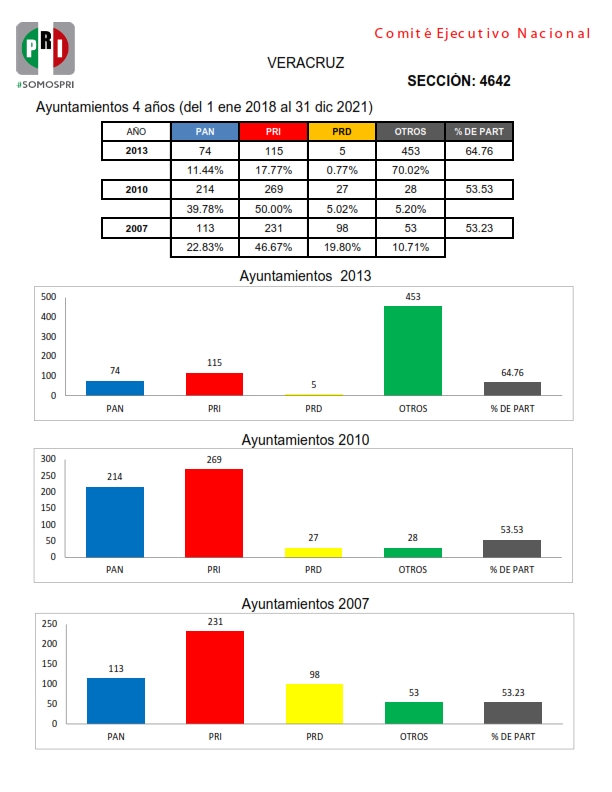 PRI
#SOMOSPRI
Comité Ejecutivo Nacional
VERACRUZ
SECCIÓN: 4642
Ayuntamientos 4 años (del 1 ene 2018 al 31 dic 2021)
AÑO PAN PRI PRD OTROS % DE PART
2013 74 115 5 453 64.76
11.44% 17.77% 0.77% 70.02%
2010 214 269 27 28 53.53
39.78% 50.00% 5.02% 5.20%
2007 113 231 98 53 53.23
22.83% 46.67% 19.80% 10.71%
Ayuntamientos 2013
500
400
300
200
100
0
74 115 5 453 64.76
PAN PRI PRD OTROS % DE PART
Ayuntamientos 2010
300
250
200
150
100
50
0
214 269 27 28 53.53
PAN PRI PRD OTROS % DE PART
Ayuntamientos 2007
250
200
150
100
50
0
113 231 98 53 53.23
PAN PRI PRD OTROS % DE PART